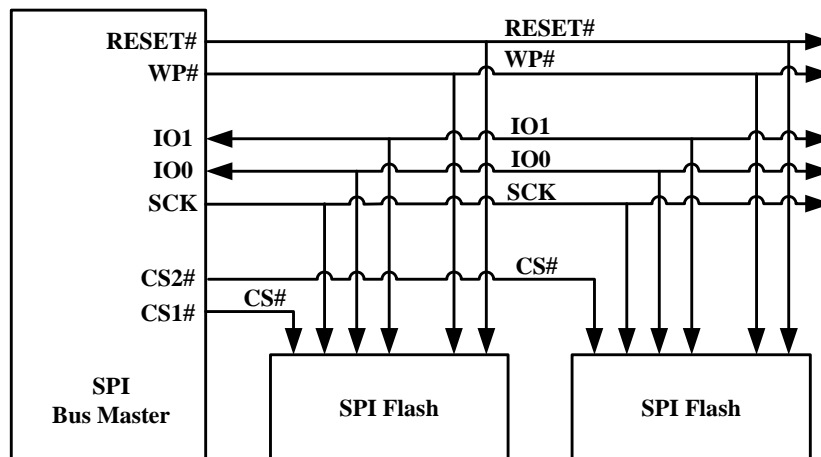 RESET#
RESET#
WP#
WP#
IO1
IO1
IO0
IO0
SCK
SCK
CS2#
CS#
CS1#
CS#
SPI
Bus Master
SPI Flash
SPI Flash